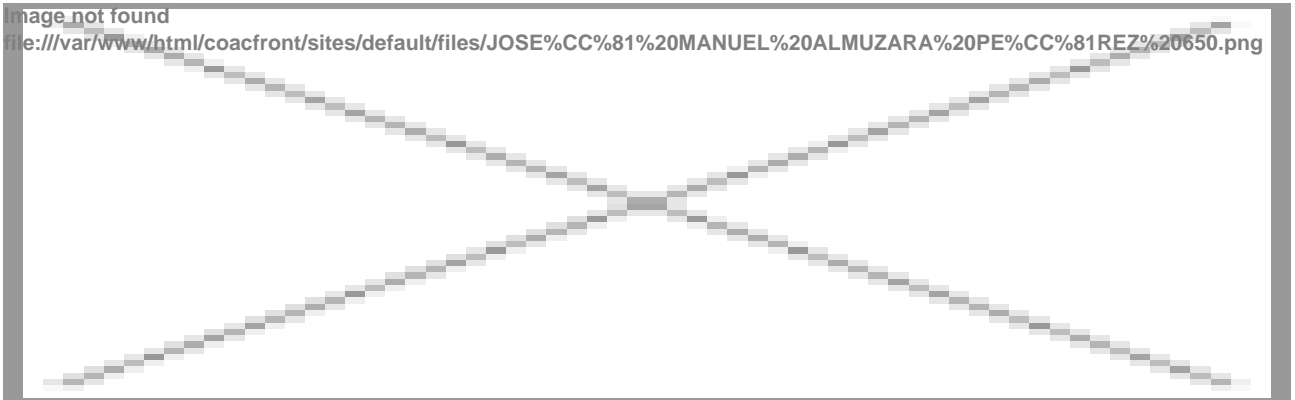 Image not found
file:///var/www/html/coacfront/sites/default/files/JOSE%CC%81%20MANUEL%20ALMUZARA%20PE%CC%81REZ%20650.png